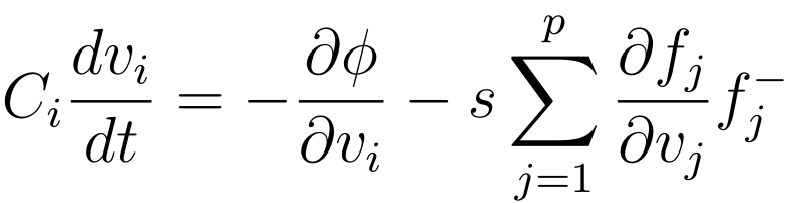 C_i \frac{dv_i}{dt} = -\frac{\partial \phi}{\partial v_i} - s \sum_{j=1}^{p} \frac{\partial f_j}{\partial v_j} f_j^-